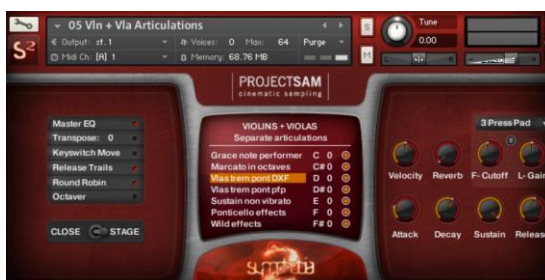 05 Vln + Vla Articulations
Output: st. 1
Voices: 0 Max: 64
Purge
Midi Ch: [A] 1
Memory: 68.76 MB
S
M
Tune
0.00
L R
S2
PROJECTSAM
cinematic sampling
Master EQ
Transpose: 0
Keyswitch Move
Release Trails
Round Robin
Octaver
CLOSE STAGE
VIOLINS + VIOLAS
Separate articulations
Grace note performer C 0
Marcato in octaves C# 0
Vlas trem pont DXF D 0
Vlas trem pont pfp D# 0
Sustain non vibrato E 0
Ponticello effects F 0
Wild effects F# 0
symphobia
3 Press Pad
Velocity Reverb F- Cutoff L- Gain
Attack Decay Sustain Release